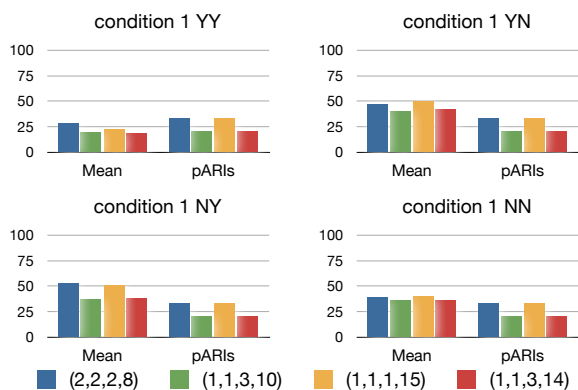 condition 1 YY
100
75
50
25
0
Mean
pARIs
condition 1 YN
100
75
50
25
0
Mean
pARIs
condition 1 NY
100
75
50
25
0
Mean
pARIs
condition 1 NN
100
75
50
25
0
Mean
pARIs
(2,2,2,8)
(1,1,3,10)
(1,1,1,15)
(1,1,3,14)